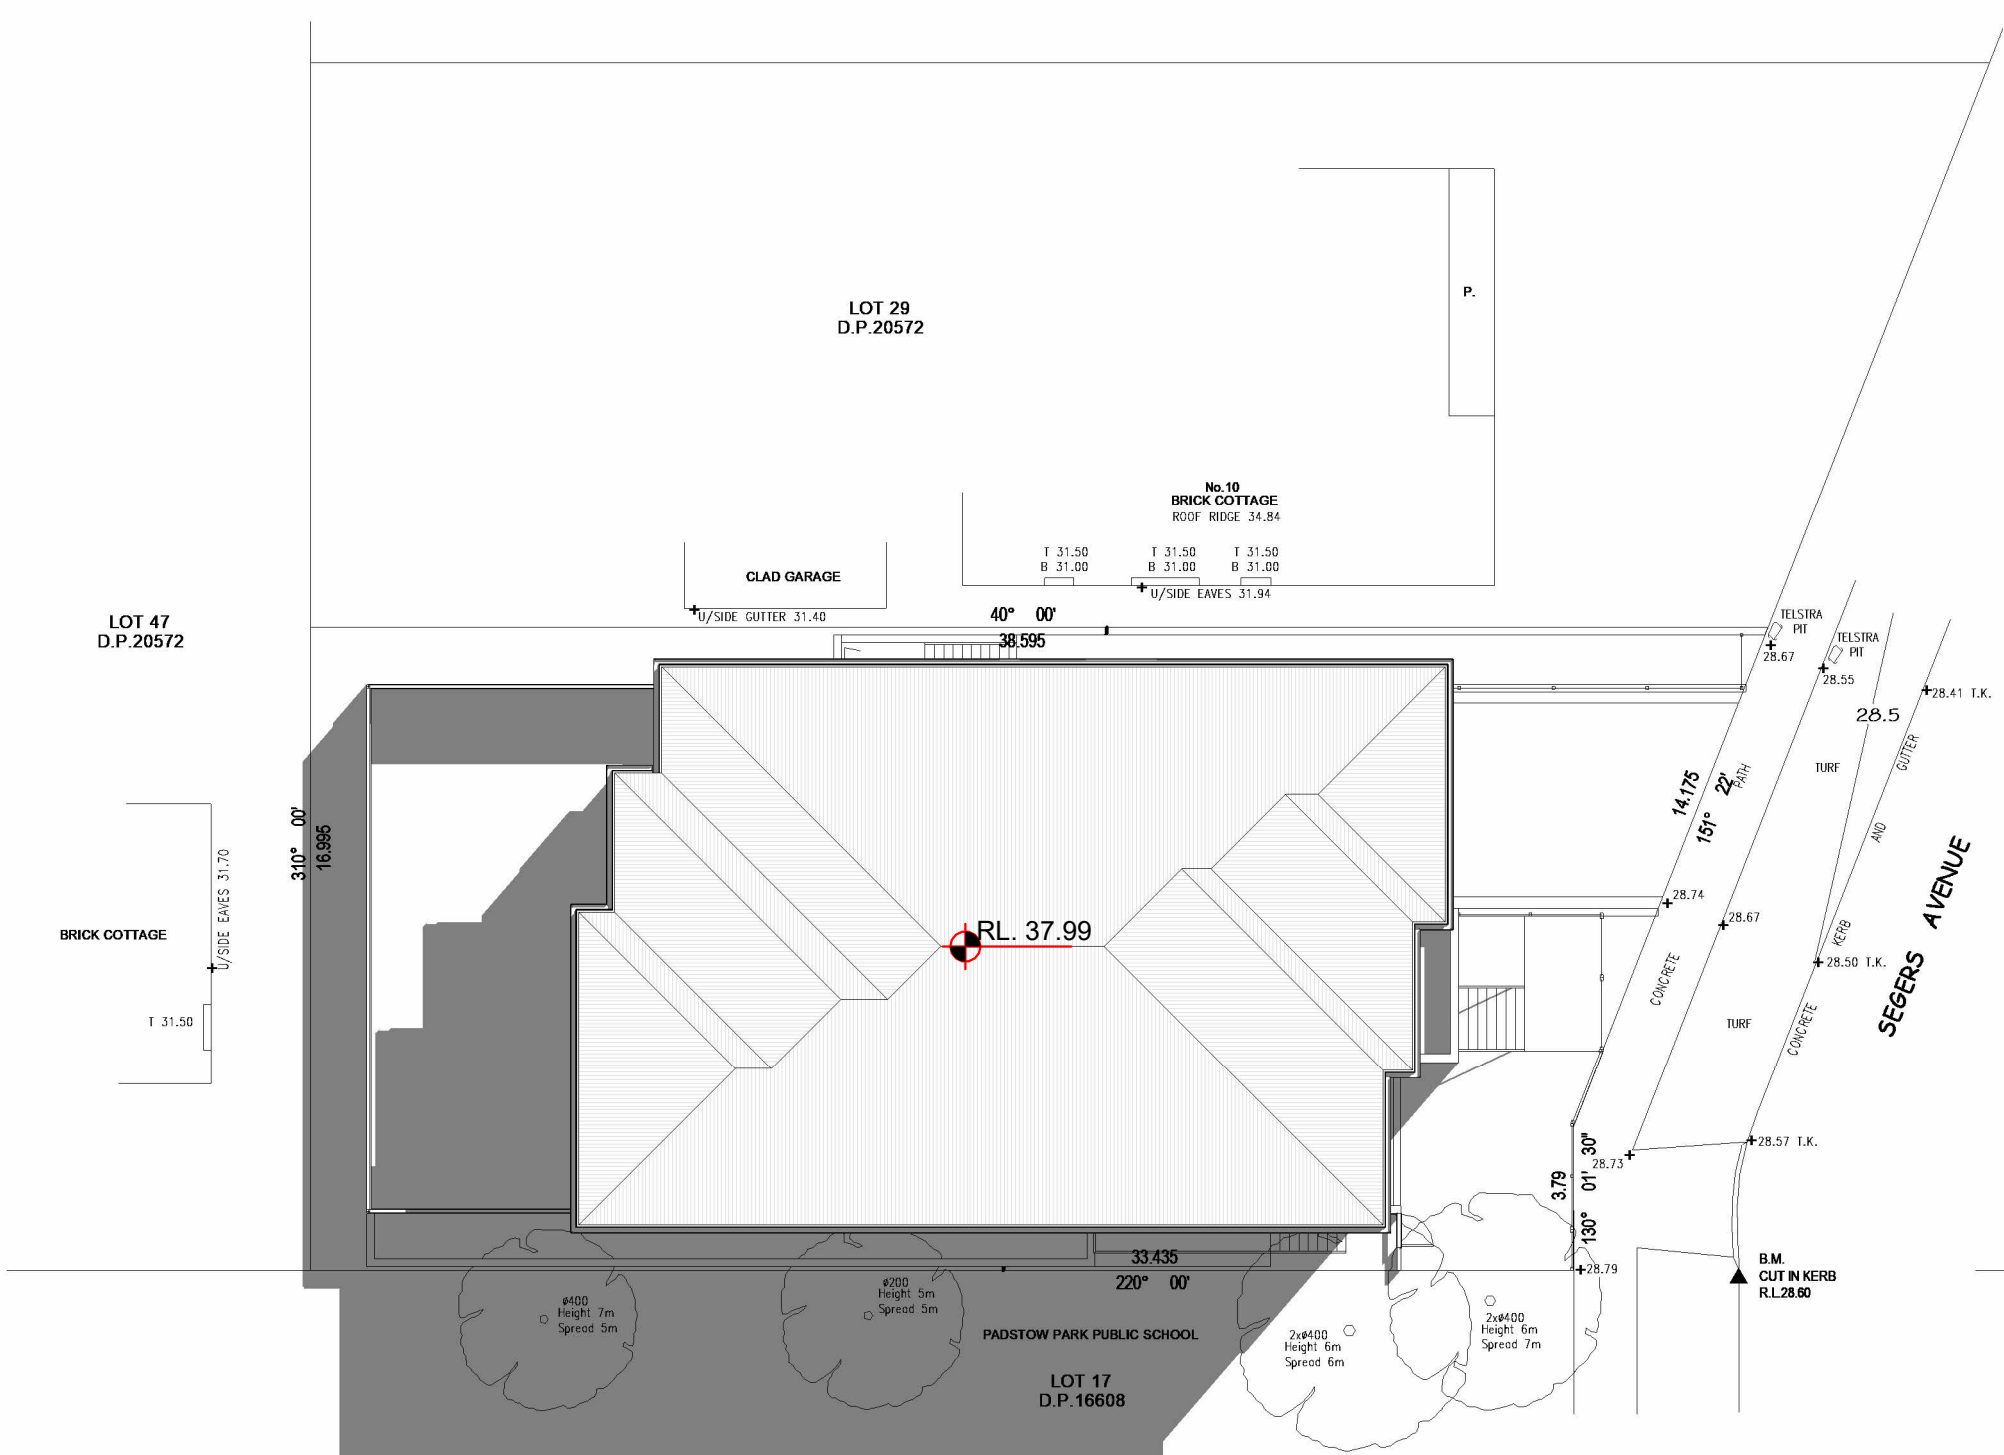 LOT 29
D.P.20572
P.
No.10
BRICK COTTAGE
ROOF RIDGE 34.84
T 31.50
B 31.00
T 31.50
B 31.00
T 31.50
B 31.00
U/SIDE EAVES 31.94
CLAD GARAGE
U/SIDE GUTTER 31.40
40° 00'
38.595
LOT 47
D.P.20572
TELSTRA
PIT
28.67
TELSTRA
PIT
28.55
28.41 T.K.
28.5
TURF
GUTTER
AND
KERB
CONCRETE
14.175
151° 22'
PATH
CONCRETE
310° 00'
16.995
U/SIDE EAVES 31.70
BRICK COTTAGE
T 31.50
RL. 37.99
28.74
28.67
28.50 T.K.
SEGERS AVENUE
TURF
28.57 T.K.
28.73
3.79
130° 01' 30"
28.79
B.M.
CUT IN KERB
R.L.28.60
33.435
220° 00'
ø400
Height 7m
Spread 5m
ø200
Height 5m
Spread 5m
PADSTOW PARK PUBLIC SCHOOL
2xø400
Height 6m
Spread 6m
2xø400
Height 6m
Spread 7m
LOT 17
D.P.16608